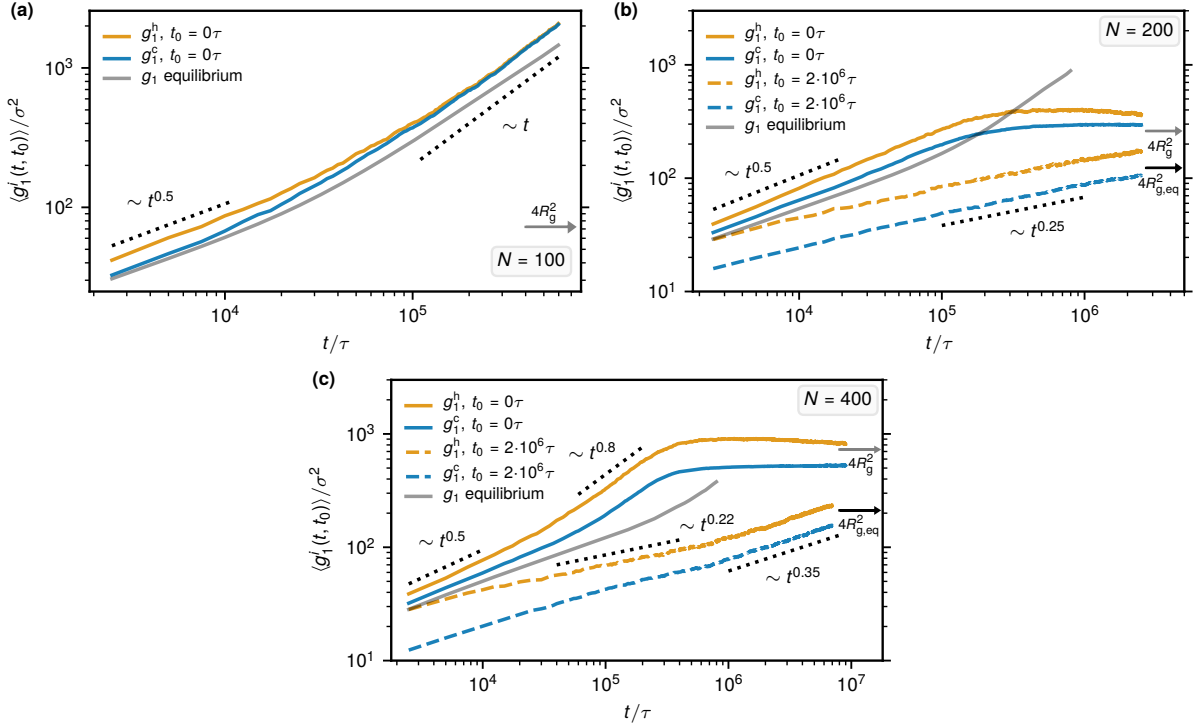 (a)
g₁ʰ, t₀ = 0τ
g₁ᶜ, t₀ = 0τ
g₁ equilibrium
~ t^0.5
~ t
4R_g²
N = 100
10³
10²
⟨g₁ⁱ(t, t₀)⟩/σ²
10⁴
10⁵
t/τ
(b)
g₁ʰ, t₀ = 0τ
g₁ᶜ, t₀ = 0τ
g₁ʰ, t₀ = 2·10⁶τ
g₁ᶜ, t₀ = 2·10⁶τ
g₁ equilibrium
N = 200
~ t^0.5
4R_g²
4R_g,eq²
~ t^0.25
10³
10²
10¹
⟨g₁ⁱ(t, t₀)⟩/σ²
10⁴
10⁵
10⁶
t/τ
(c)
g₁ʰ, t₀ = 0τ
g₁ᶜ, t₀ = 0τ
g₁ʰ, t₀ = 2·10⁶τ
g₁ᶜ, t₀ = 2·10⁶τ
g₁ equilibrium
N = 400
~ t^0.8
4R_g²
~ t^0.5
~ t^0.22
4R_g,eq²
~ t^0.35
10³
10²
10¹
⟨g₁ⁱ(t, t₀)⟩/σ²
10⁴
10⁵
10⁶
10⁷
t/τ